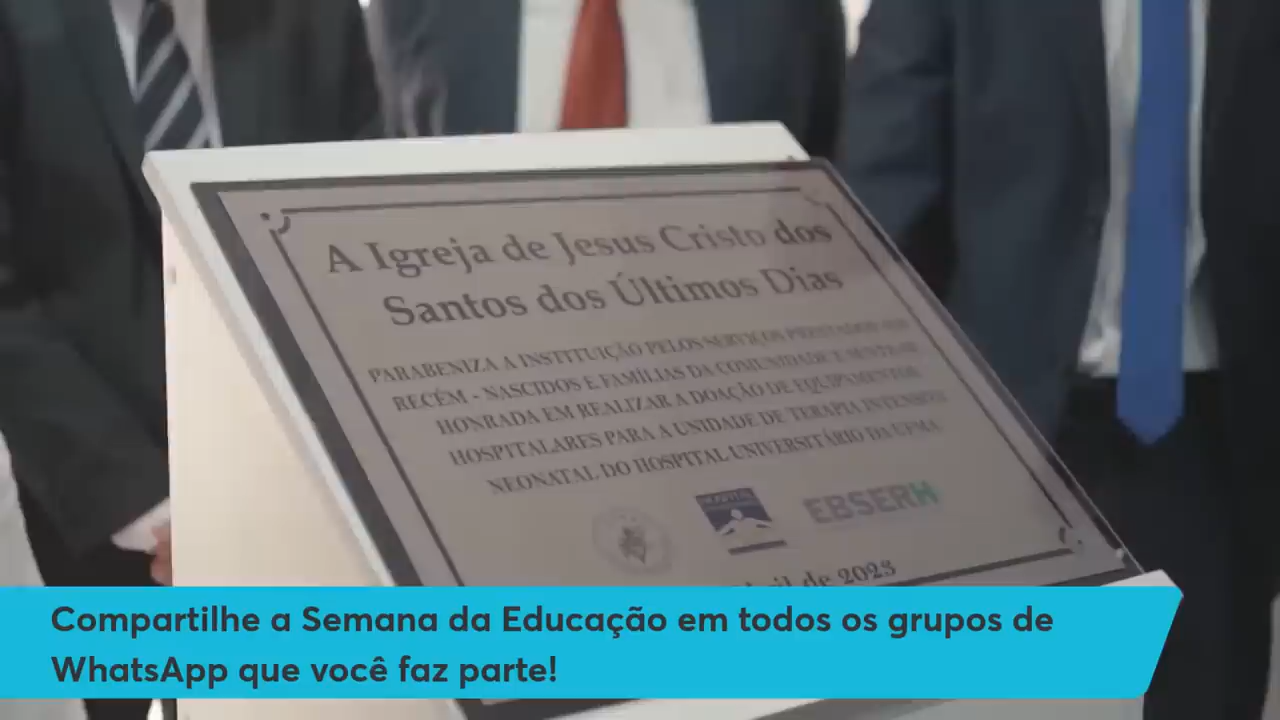 A Igreja de Jesus Cristo dos
Santos dos Últimos Dias
PARABENIZA A INSTITUIÇÃO PELOS SERVIÇOS
RECÉM - NASCIDOS E FAMÍLIAS DA COMUNIDADE E
HONRADA EM REALIZAR A DOAÇÃO DE EQUIPAMENTOS
HOSPITALARES PARA A UNIDADE DE TERAPIA INTENSIVA
NEONATAL DO HOSPITAL UNIVERSITÁRIO DA UFMA
HOSPITAL
EBSERH
de 2023
Compartilhe a Semana da Educação em todos os grupos de
WhatsApp que você faz parte!